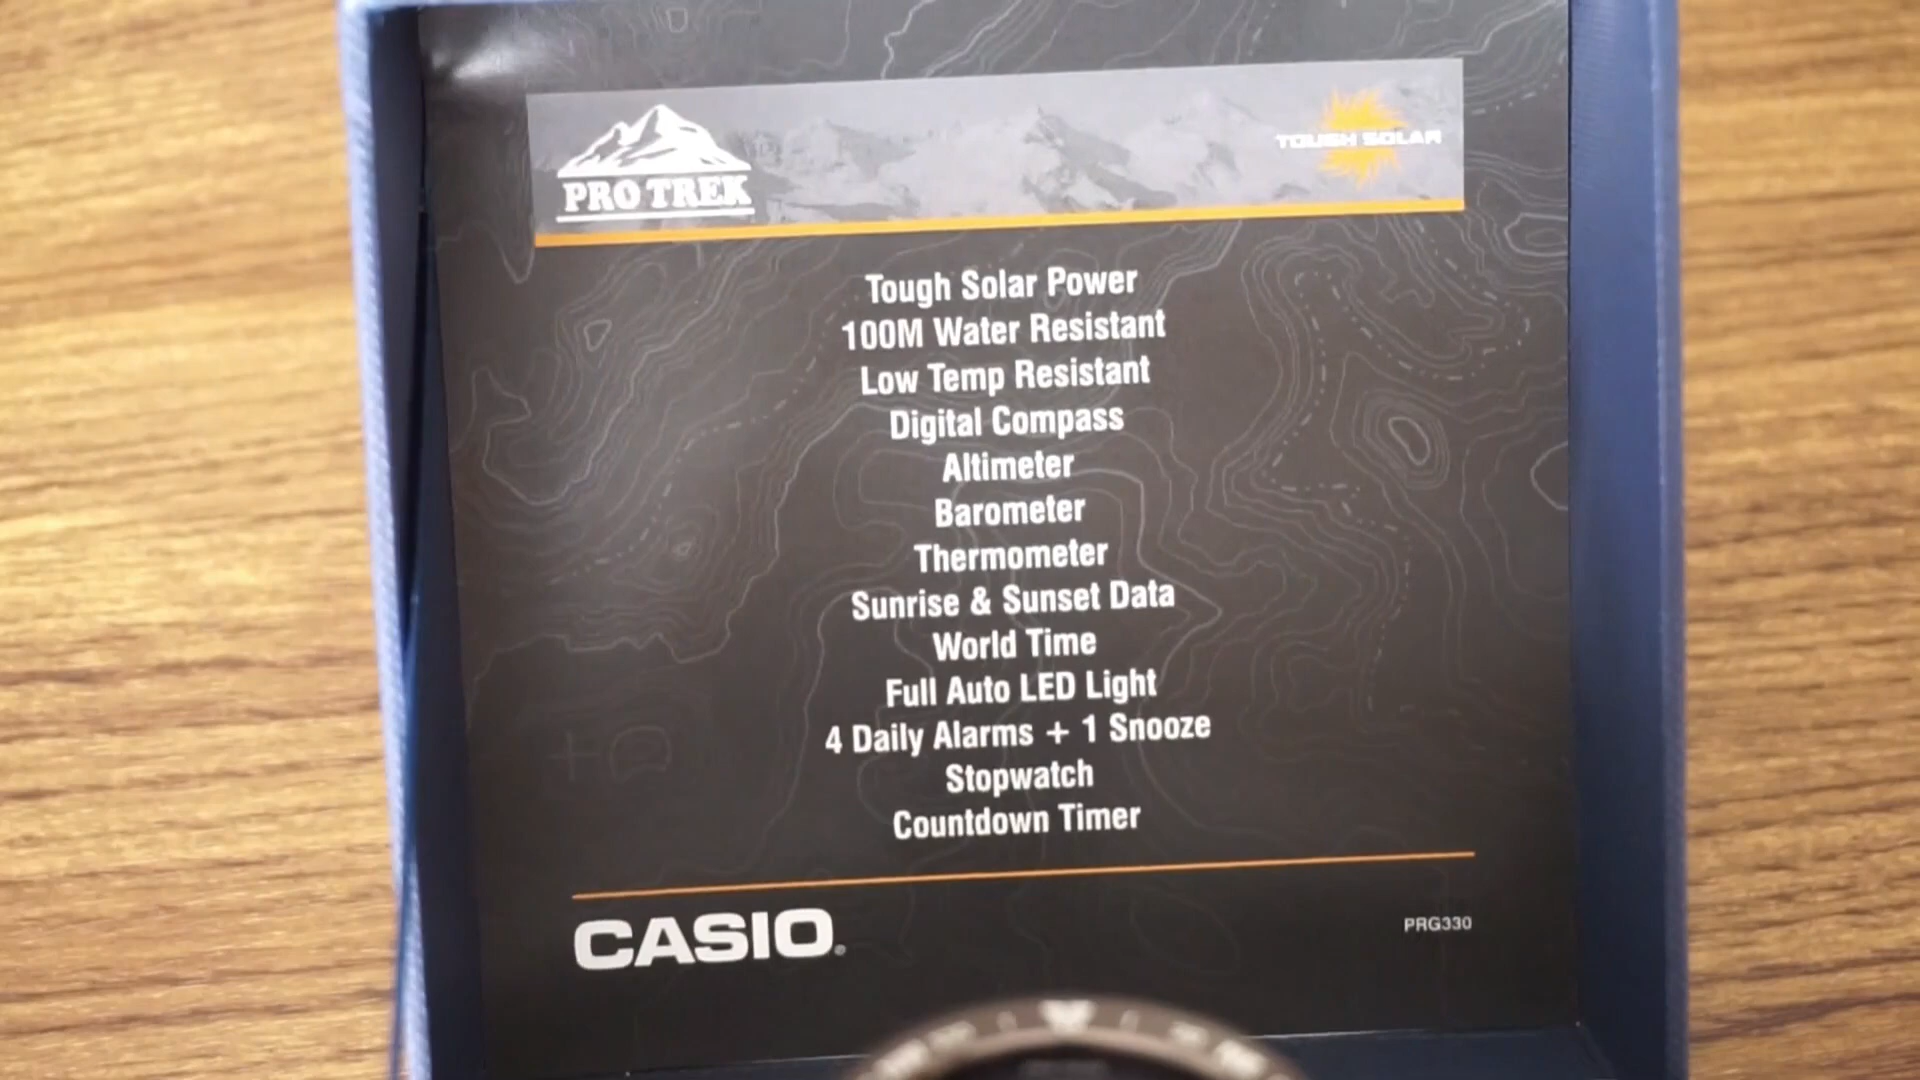 PRO TREK
TOUGH SOLAR
Tough Solar Power
100M Water Resistant
Low Temp Resistant
Digital Compass
Altimeter
Barometer
Thermometer
Sunrise & Sunset Data
World Time
Full Auto LED Light
4 Daily Alarms + 1 Snooze
Stopwatch
Countdown Timer
CASIO
PRG330